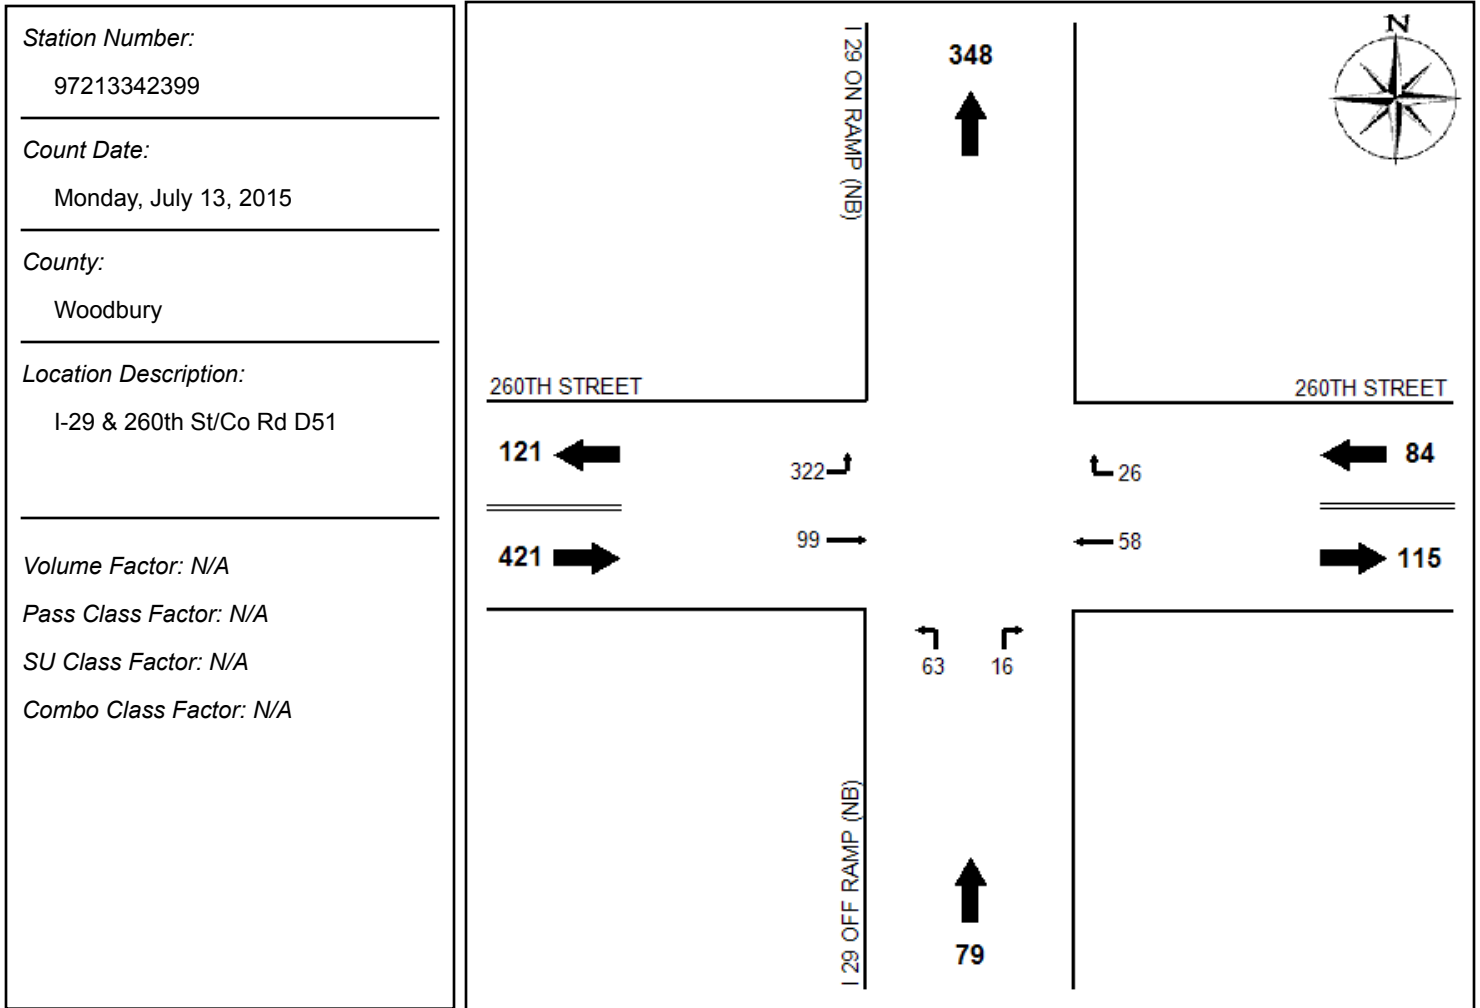 Station Number:
97213342399
Count Date:
Monday, July 13, 2015
County:
Woodbury
Location Description:
I-29 & 260th St/Co Rd D51
Volume Factor: N/A
Pass Class Factor: N/A
SU Class Factor: N/A
Combo Class Factor: N/A
N
I 29 ON RAMP (NB)
348
260TH STREET
260TH STREET
121
322
26
84
421
99
58
115
63
16
I 29 OFF RAMP (NB)
79